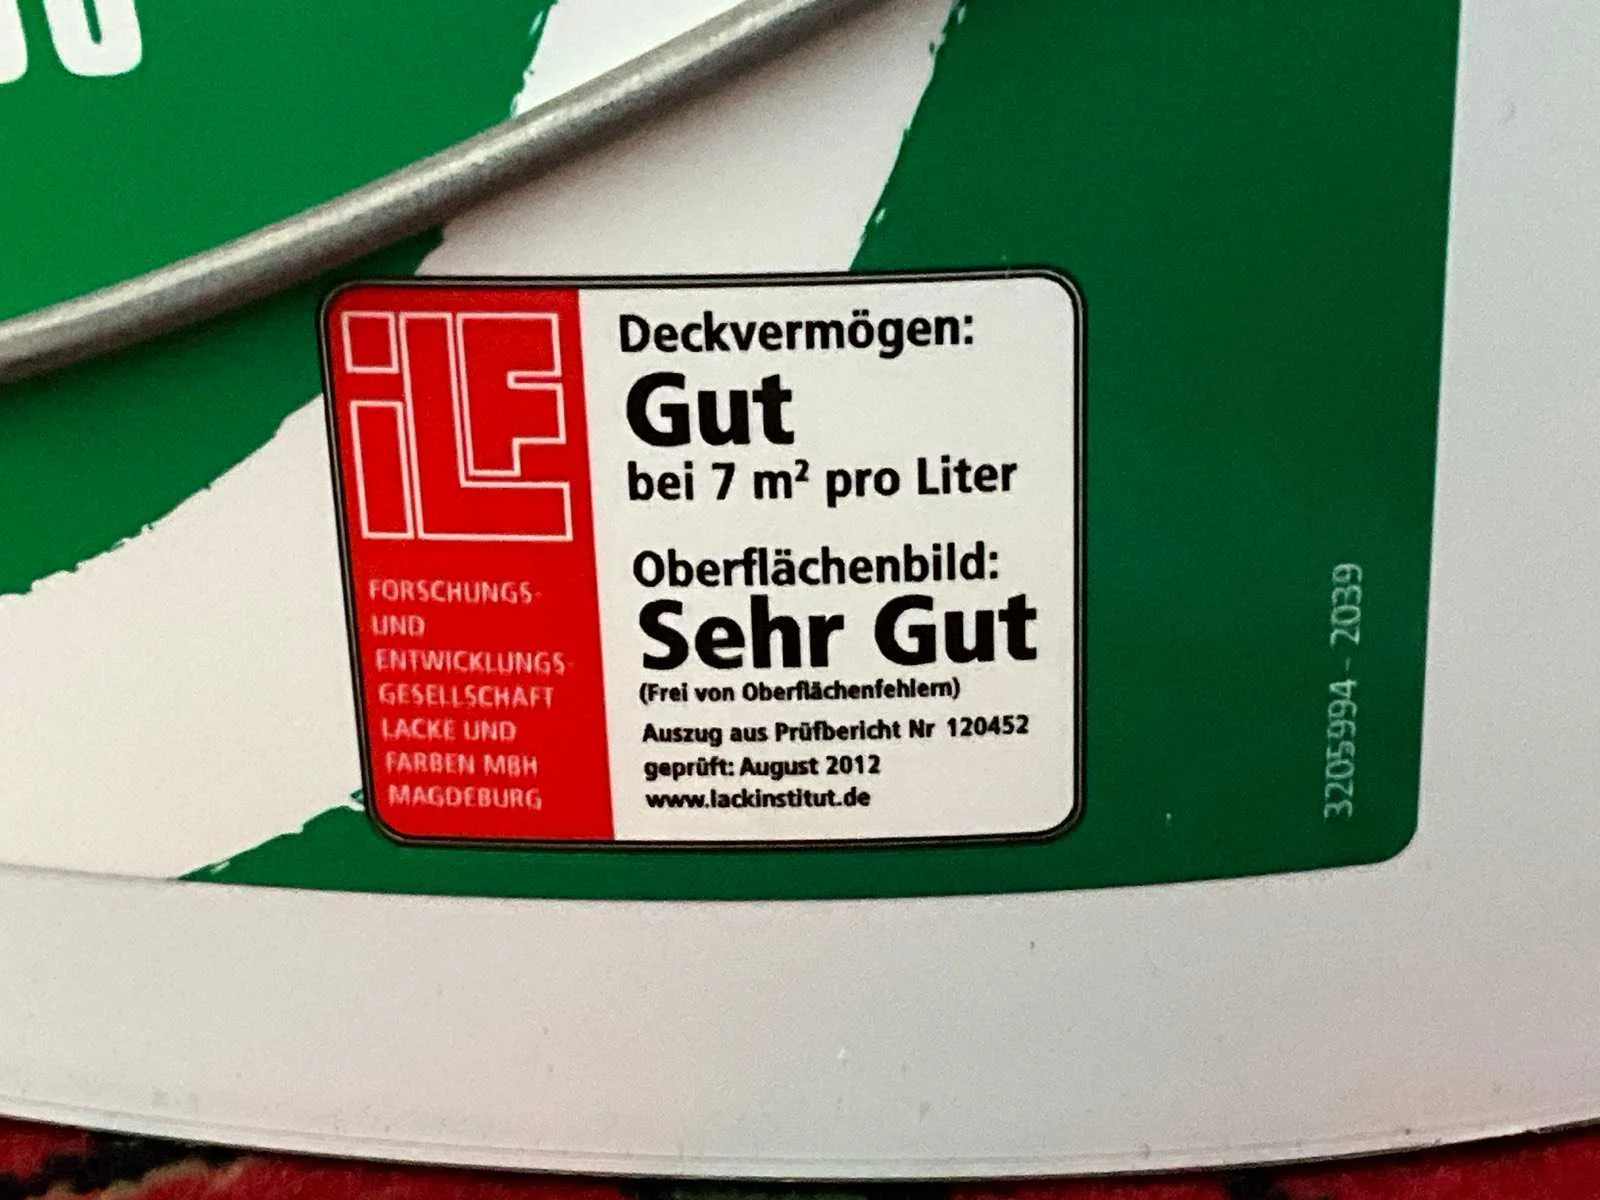 iLF
FORSCHUNGS-
UND
ENTWICKLUNGS-
GESELLSCHAFT
LACKE UND
FARBEN MBH
MAGDEBURG
Deckvermögen:
Gut
bei 7 m² pro Liter
Oberflächenbild:
Sehr Gut
(Frei von Oberflächenfehlern)
Auszug aus Prüfbericht Nr 120452
geprüft: August 2012
www.lackinstitut.de
3205994 - 2039